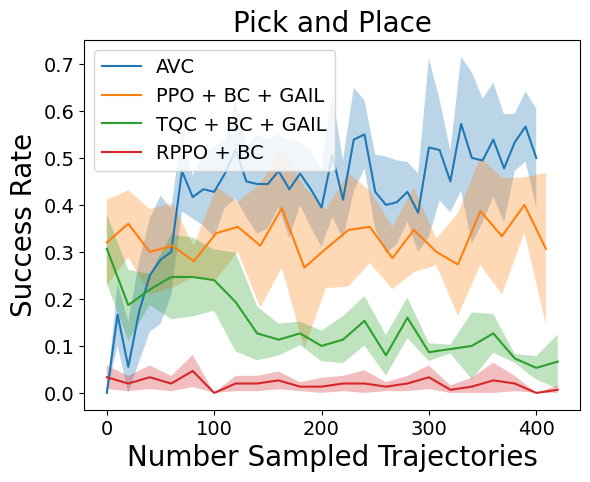 Pick and Place
AVC
PPO + BC + GAIL
TQC + BC + GAIL
RPPO + BC
Success Rate
0.7
0.6
0.5
0.4
0.3
0.2
0.1
0.0
0
100
200
300
400
Number Sampled Trajectories